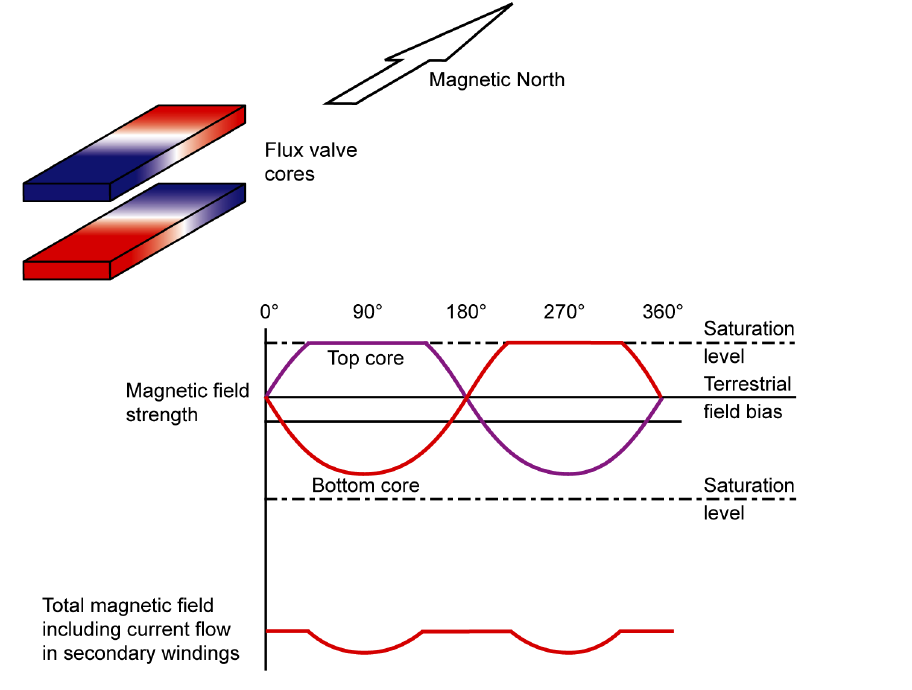 Magnetic North
Flux valve
cores
0° 90° 180° 270° 360°
Saturation
level
Top core
Terrestrial
field bias
Magnetic field
strength
Bottom core
Saturation
level
Total magnetic field
including current flow
in secondary windings